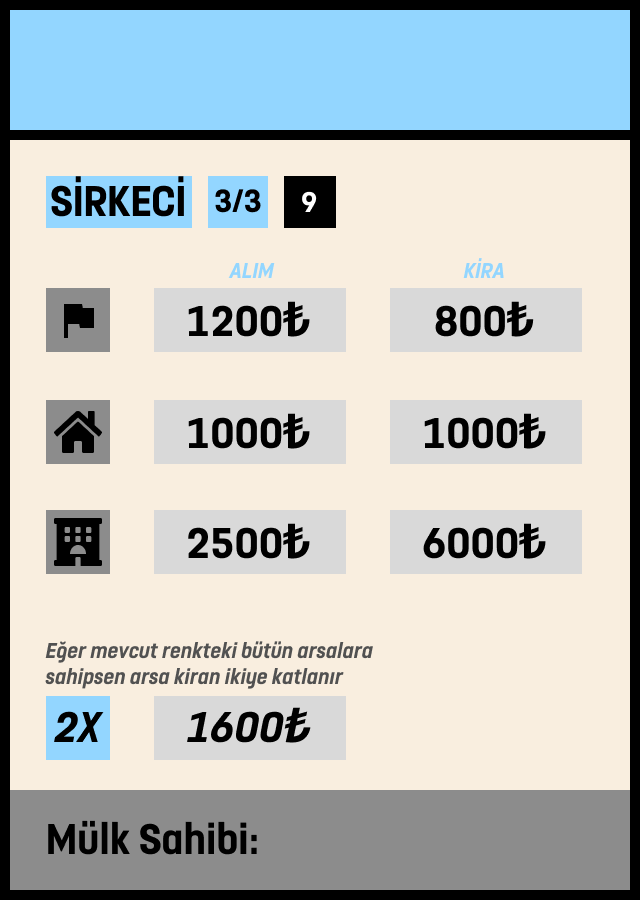 SİRKECİ 3/3 9
ALIM KİRA
1200₺ 800₺
1000₺ 1000₺
2500₺ 6000₺
Eğer mevcut renkteki bütün arsalara
sahipsen arsa kiran ikiye katlanır
2X 1600₺
Mülk Sahibi: